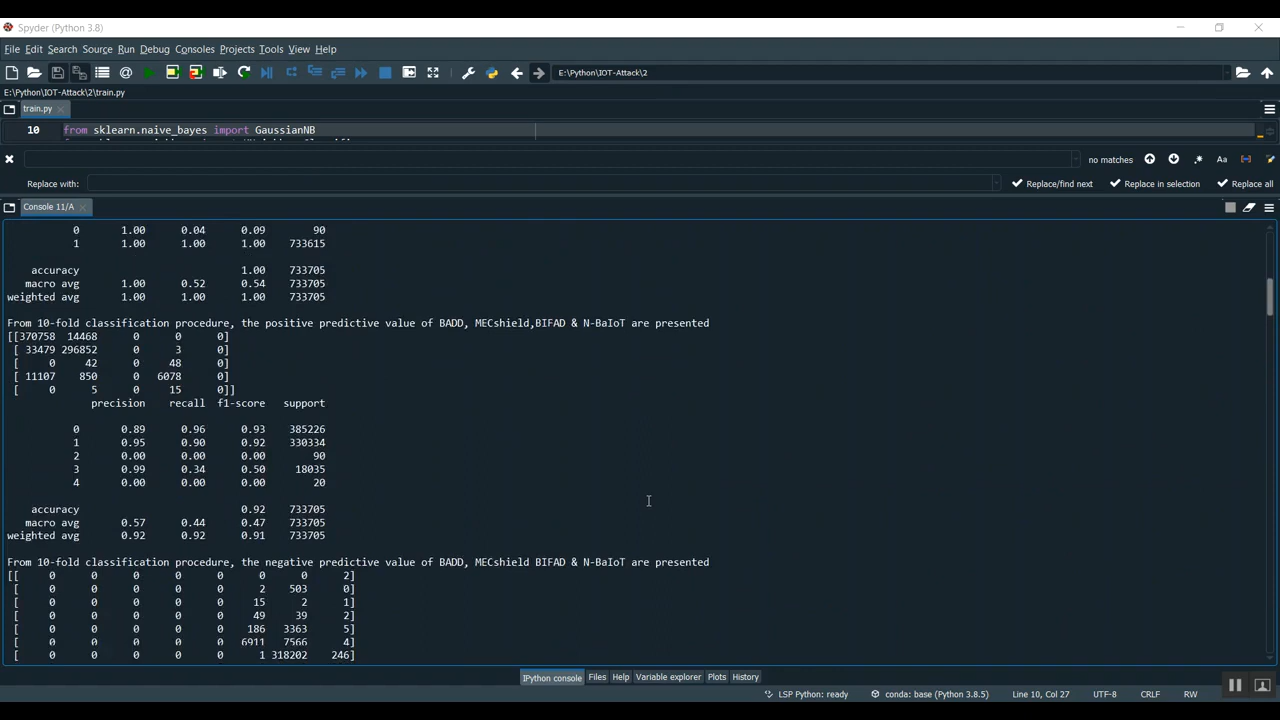 Spyder (Python 3.8)
File Edit Search Source Run Debug Consoles Projects Tools View Help
E:\Python\IOT-Attack\2
E:\Python\IOT-Attack\2\train.py
train.py
10 from sklearn.naive_bayes import GaussianNB
no matches
Replace with: Replace/find next Replace in selection Replace all
Console 11/A
0 1.00 0.04 0.09 90
1 1.00 1.00 1.00 733615
accuracy 1.00 733705
macro avg 1.00 0.52 0.54 733705
weighted avg 1.00 1.00 1.00 733705
From 10-fold classification procedure, the positive predictive value of BADD, MECshield,BIFAD & N-BaIoT are presented
[[370758 14468 0 0 0]
[ 33479 296852 0 3 0]
[ 0 42 0 48 0]
[ 11107 850 0 6078 0]
[ 0 5 0 15 0]]
precision recall f1-score support
0 0.89 0.96 0.93 385226
1 0.95 0.90 0.92 330334
2 0.00 0.00 0.00 90
3 0.99 0.34 0.50 18035
4 0.00 0.00 0.00 20
accuracy 0.92 733705
macro avg 0.57 0.44 0.47 733705
weighted avg 0.92 0.92 0.91 733705
From 10-fold classification procedure, the negative predictive value of BADD, MECshield BIFAD & N-BaIoT are presented
[[ 0 0 0 0 0 0 0 2]
[ 0 0 0 0 0 2 503 0]
[ 0 0 0 0 0 15 2 1]
[ 0 0 0 0 0 49 39 2]
[ 0 0 0 0 0 186 3363 5]
[ 0 0 0 0 0 6911 7566 4]
[ 0 0 0 0 0 1 318202 246]
IPython console Files Help Variable explorer Plots History
LSP Python: ready conda: base (Python 3.8.5) Line 10, Col 27 UTF-8 CRLF RW